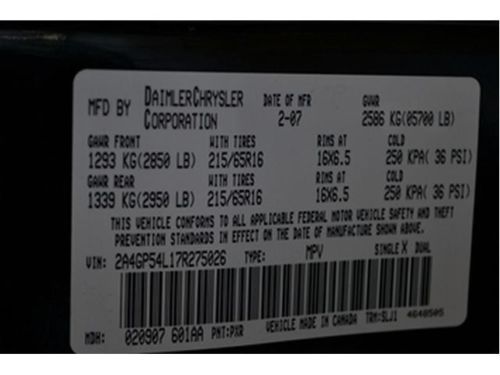 MFD BY DAIMLERCHRYSLER CORPORATION DATE OF MFR 2-07 GVWR 2586 KG(05700 LB)
GAWR FRONT WITH TIRES RIMS AT COLD
1293 KG(2850 LB) 215/65R16 16X6.5 250 KPA( 36 PSI)
GAWR REAR WITH TIRES RIMS AT COLD
1339 KG(2950 LB) 215/65R16 16X6.5 250 KPA( 36 PSI)
THIS VEHICLE CONFORMS TO ALL APPLICABLE FEDERAL MOTOR VEHICLE SAFETY AND THEFT
PREVENTION STANDARDS IN EFFECT ON THE DATE OF MANUFACTURE SHOWN ABOVE.
VIN: 2A4GP54L17R275026 TYPE: MPV SINGLE X DUAL
MDH: 020907 601AA PNT:PXR VEHICLE MADE IN CANADA TRM:SLJ1 4648505